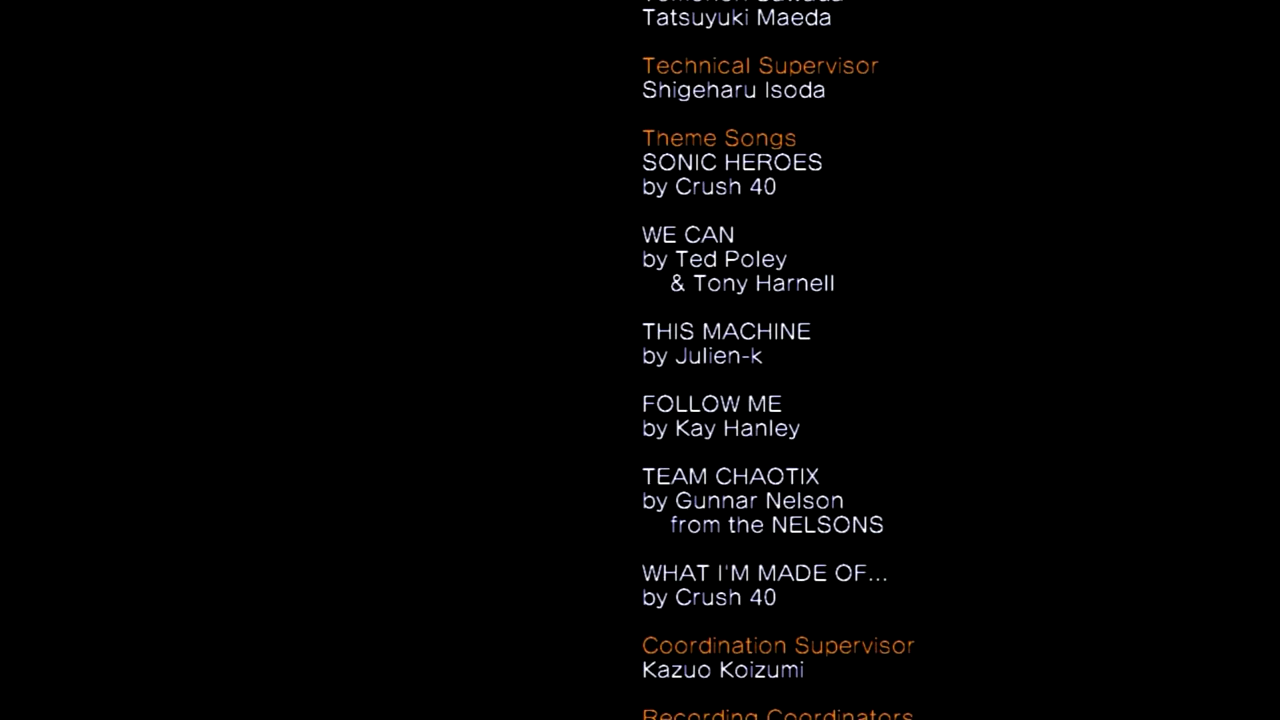 Tatsuyuki Maeda
Technical Supervisor
Shigeharu Isoda
Theme Songs
SONIC HEROES
by Crush 40
WE CAN
by Ted Poley
& Tony Harnell
THIS MACHINE
by Julien-k
FOLLOW ME
by Kay Hanley
TEAM CHAOTIX
by Gunnar Nelson
from the NELSONS
WHAT I'M MADE OF...
by Crush 40
Coordination Supervisor
Kazuo Koizumi
Recording Coordinators